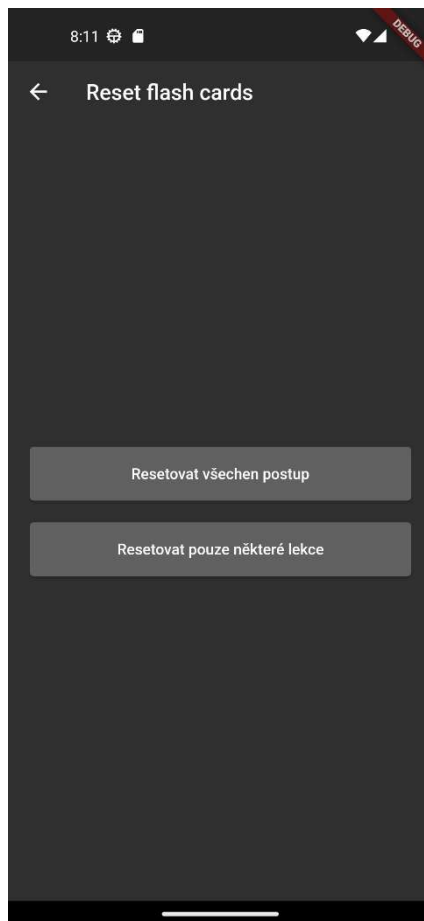 8:11
DEBUG
Reset flash cards
Resetovat všechen postup
Resetovat pouze některé lekce